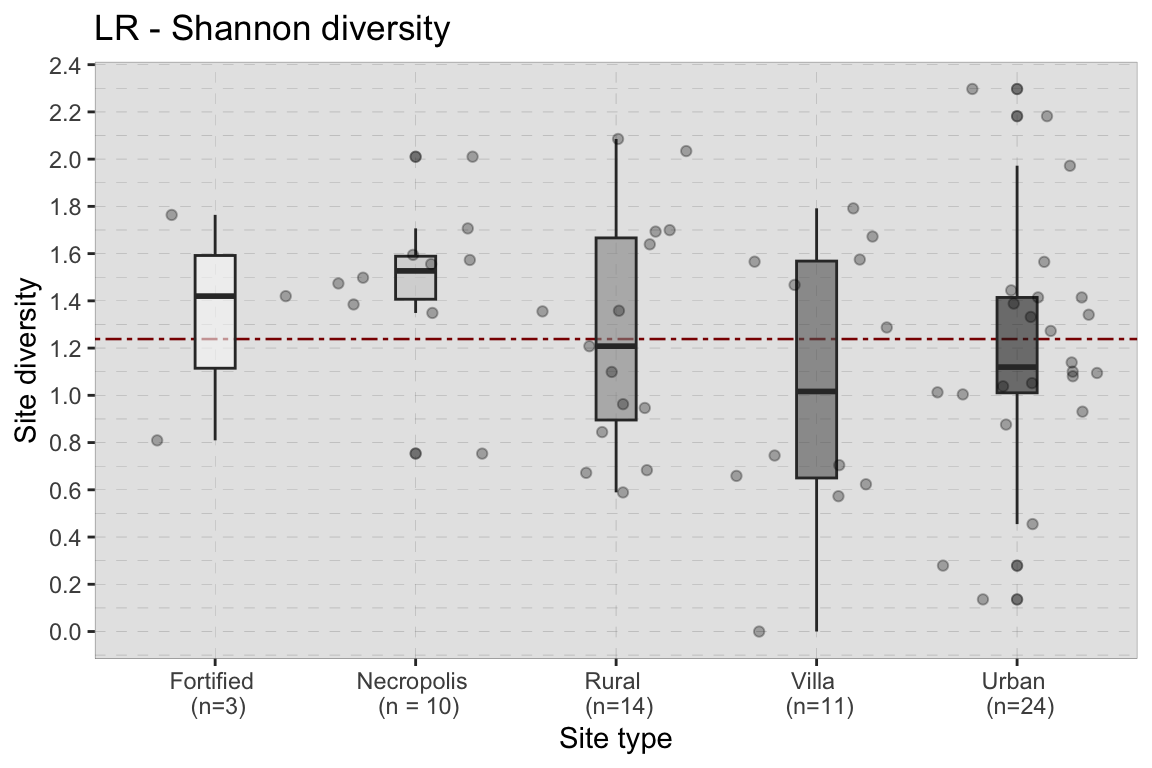 LR - Shannon diversity
Site diversity
2.4
2.2
2.0
1.8
1.6
1.4
1.2
1.0
0.8
0.6
0.4
0.2
0.0
Fortified Necropolis Rural Villa Urban
(n=3) (n = 10) (n=14) (n=11) (n=24)
Site type